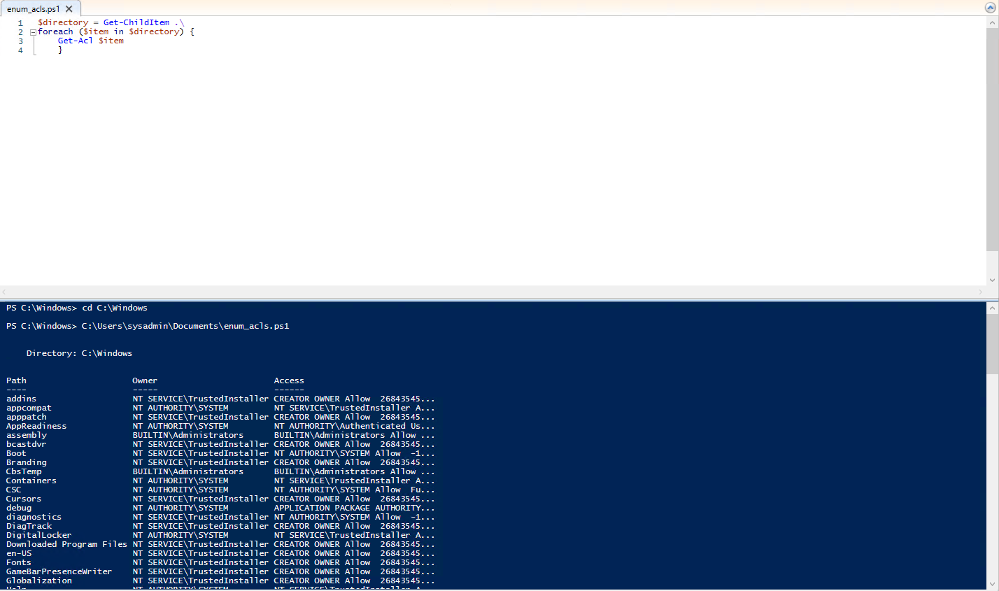 enum_acls.ps1
1 $directory = Get-ChildItem .\
2 foreach ($item in $directory) {
3 Get-Acl $item
4 }
PS C:\Windows> cd C:\Windows
PS C:\Windows> C:\Users\sysadmin\Documents\enum_acls.ps1
Directory: C:\Windows
Path Owner Access
---- ----- ------
addins NT SERVICE\TrustedInstaller CREATOR OWNER Allow  26843545...
appcompat NT AUTHORITY\SYSTEM NT SERVICE\TrustedInstaller A...
apppatch NT SERVICE\TrustedInstaller CREATOR OWNER Allow  26843545...
AppReadiness NT AUTHORITY\SYSTEM NT AUTHORITY\Authenticated Us...
assembly BUILTIN\Administrators BUILTIN\Administrators Allow ...
bcastdvr NT SERVICE\TrustedInstaller CREATOR OWNER Allow  26843545...
Boot NT SERVICE\TrustedInstaller NT AUTHORITY\SYSTEM Allow  -1...
Branding NT SERVICE\TrustedInstaller CREATOR OWNER Allow  26843545...
CbsTemp BUILTIN\Administrators BUILTIN\Administrators Allow ...
Containers NT AUTHORITY\SYSTEM NT SERVICE\TrustedInstaller A...
CSC NT AUTHORITY\SYSTEM NT AUTHORITY\SYSTEM Allow  Fu...
Cursors NT SERVICE\TrustedInstaller CREATOR OWNER Allow  26843545...
debug NT AUTHORITY\SYSTEM APPLICATION PACKAGE AUTHORITY...
diagnostics NT AUTHORITY\SYSTEM NT AUTHORITY\SYSTEM Allow  -1...
DiagTrack NT SERVICE\TrustedInstaller CREATOR OWNER Allow  26843545...
DigitalLocker NT AUTHORITY\SYSTEM NT SERVICE\TrustedInstaller A...
Downloaded Program Files NT SERVICE\TrustedInstaller CREATOR OWNER Allow  26843545...
en-US NT SERVICE\TrustedInstaller CREATOR OWNER Allow  26843545...
Fonts NT SERVICE\TrustedInstaller CREATOR OWNER Allow  26843545...
GameBarPresenceWriter NT SERVICE\TrustedInstaller CREATOR OWNER Allow  26843545...
Globalization NT SERVICE\TrustedInstaller CREATOR OWNER Allow  26843545...